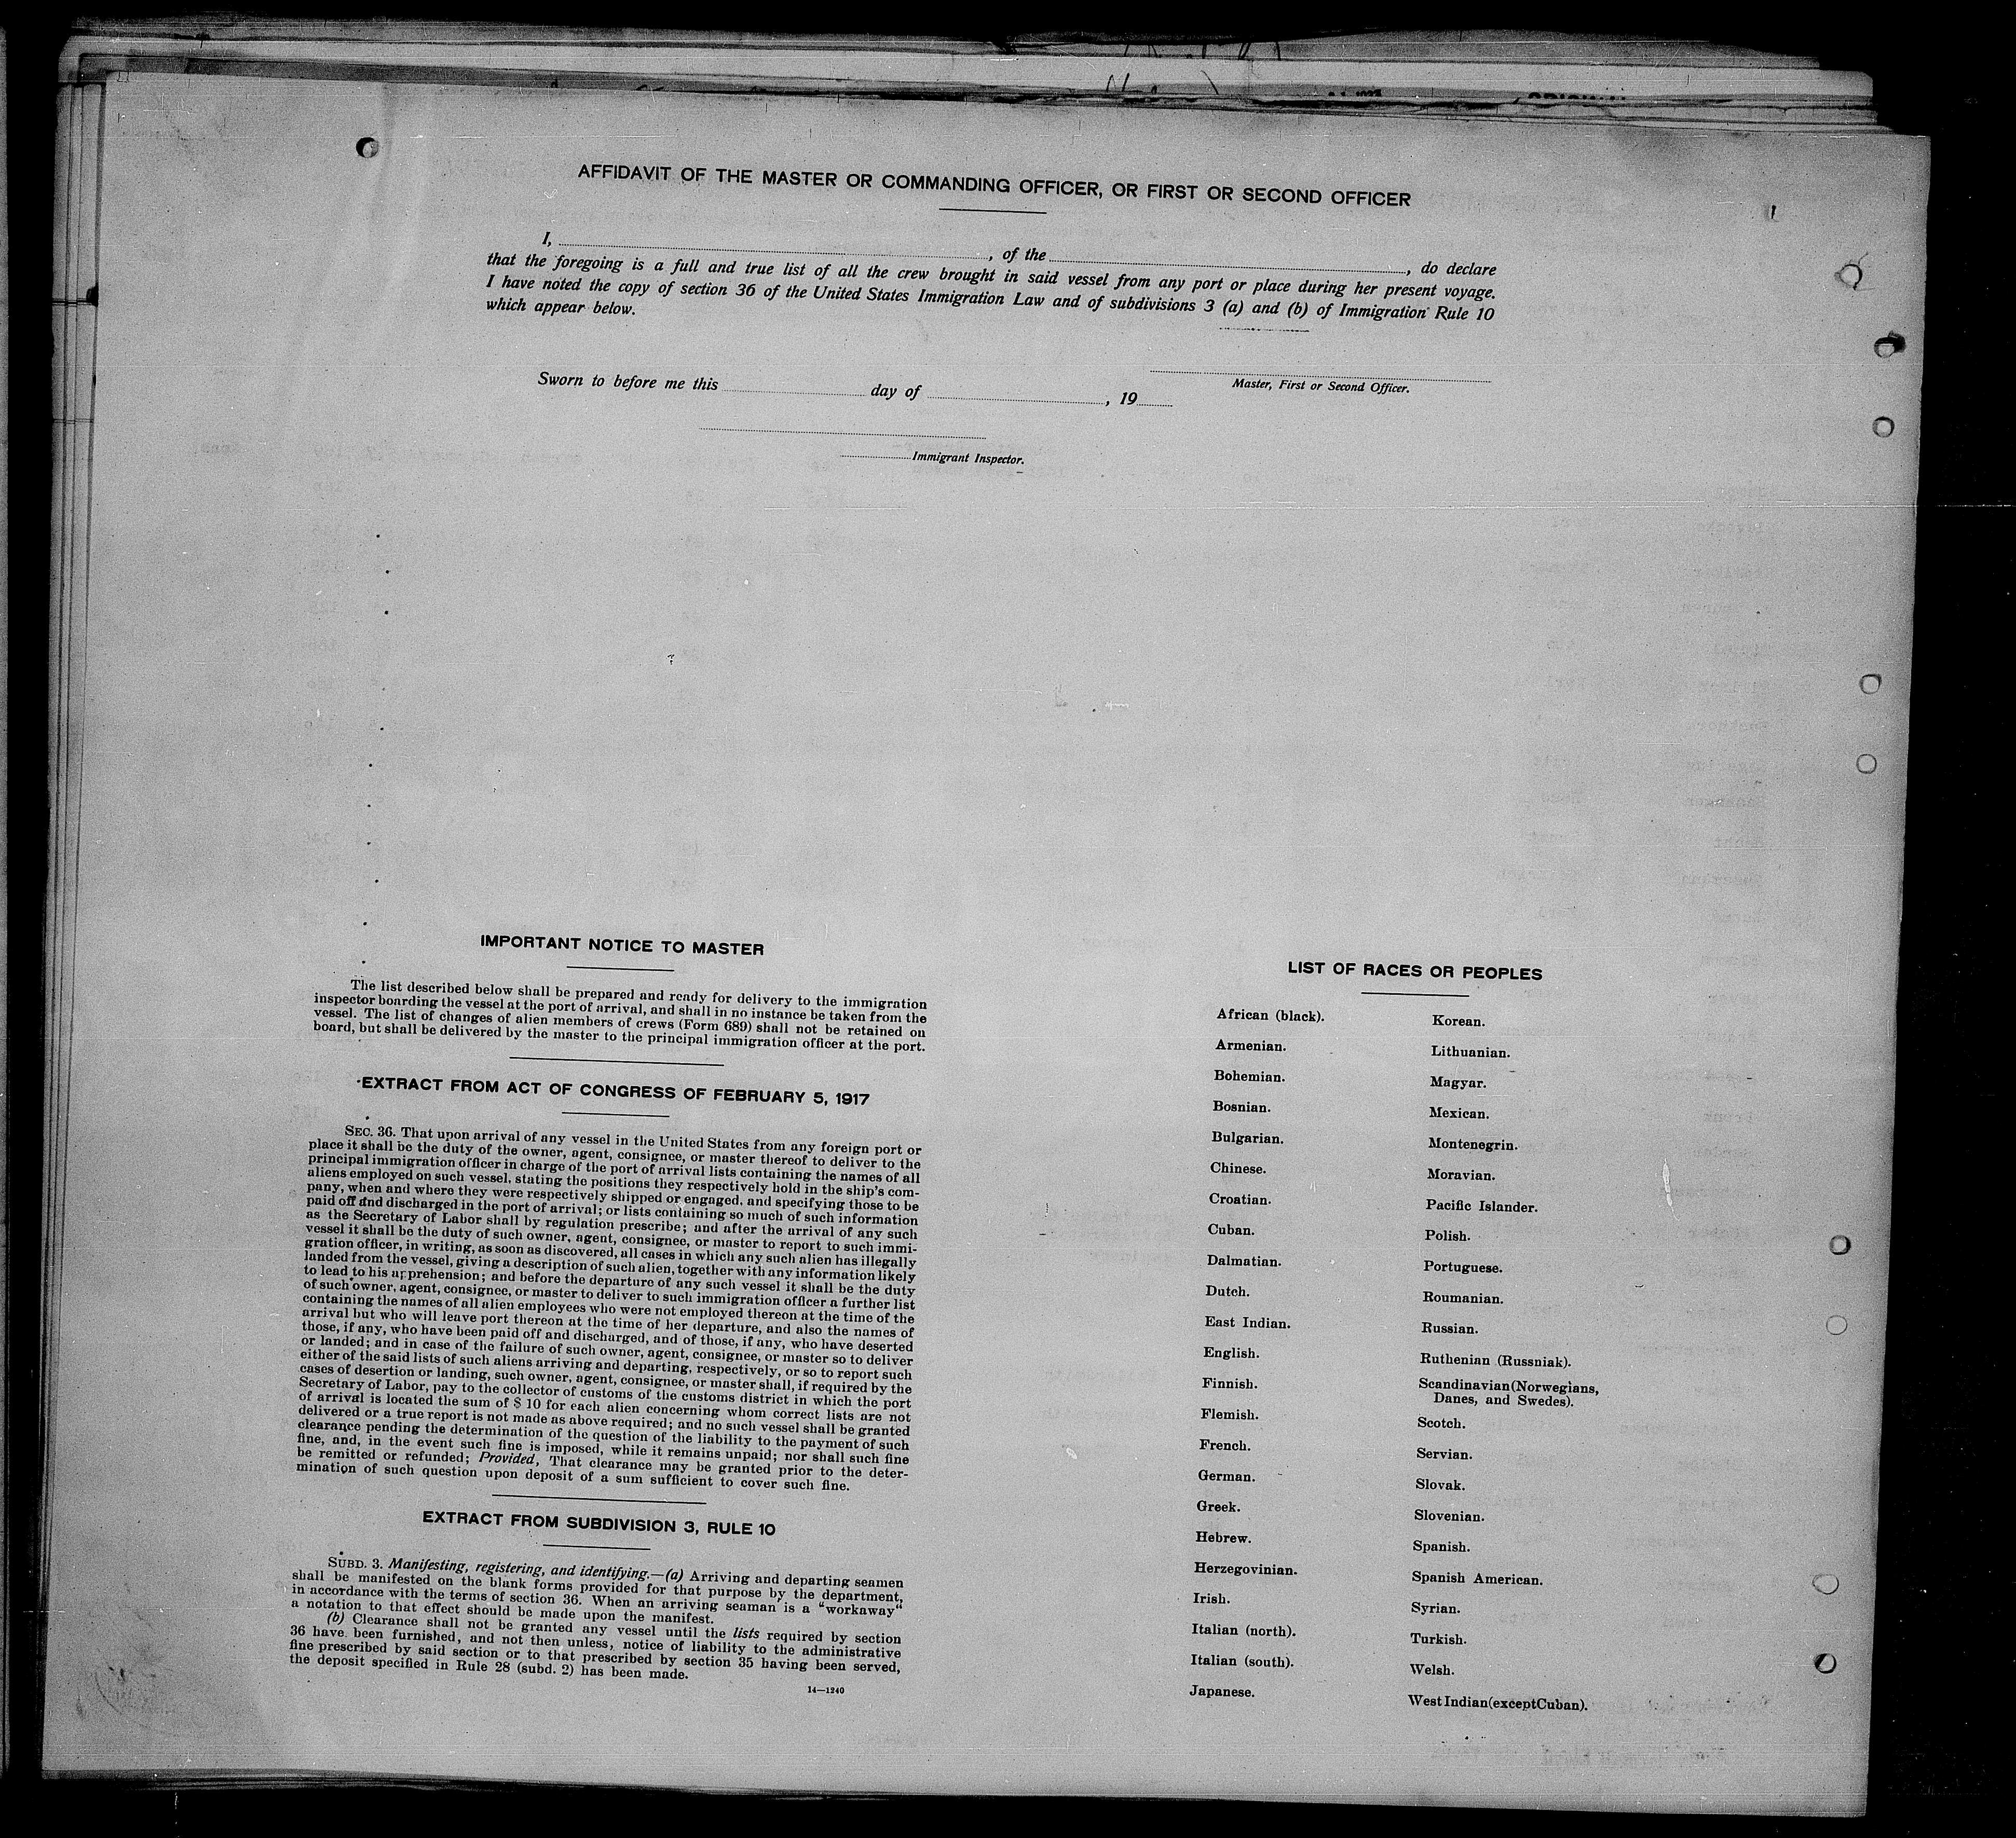 AFFIDAVIT OF THE MASTER OR COMMANDING OFFICER, OR FIRST OR SECOND OFFICER
I, , of the , do declare
that the foregoing is a full and true list of all the crew brought in said vessel from any port or place during her present voyage.
I have noted the copy of section 36 of the United States Immigration Law and of subdivisions 3 (a) and (b) of Immigration Rule 10
which appear below.
Sworn to before me this day of , 19
Master, First or Second Officer.
Immigrant Inspector.
IMPORTANT NOTICE TO MASTER
The list described below shall be prepared and ready for delivery to the immigration
inspector boarding the vessel at the port of arrival, and shall in no instance be taken from the
vessel. The list of changes of alien members of crews (Form 689) shall not be retained on
board, but shall be delivered by the master to the principal immigration officer at the port.
EXTRACT FROM ACT OF CONGRESS OF FEBRUARY 5, 1917
SEC. 36. That upon arrival of any vessel in the United States from any foreign port or
place it shall be the duty of the owner, agent, consignee, or master thereof to deliver to the
principal immigration officer in charge of the port of arrival lists containing the names of all
aliens employed on such vessel, stating the positions they respectively hold in the ship's com-
pany, when and where they were respectively shipped or engaged, and specifying those to be
paid off and discharged in the port of arrival; or lists containing so much of such information
as the Secretary of Labor shall by regulation prescribe; and after the arrival of any such
vessel it shall be the duty of such owner, agent, consignee, or master to report to such immi-
gration officer, in writing, as soon as discovered, all cases in which any such alien has illegally
landed from the vessel, giving a description of such alien, together with any information likely
to lead to his apprehension; and before the departure of any such vessel it shall be the duty
of such owner, agent, consignee, or master to deliver to such immigration officer a further list
containing the names of all alien employees who were not employed thereon at the time of the
arrival but who will leave port thereon at the time of her departure, and also the names of
those, if any, who have been paid off and discharged, and of those, if any, who have deserted
or landed; and in case of the failure of such owner, agent, consignee, or master so to deliver
either of the said lists of such aliens arriving and departing, respectively, or so to report such
cases of desertion or landing, such owner, agent, consignee, or master shall, if required by the
Secretary of Labor, pay to the collector of customs of the customs district in which the port
of arrival is located the sum of $ 10 for each alien concerning whom correct lists are not
delivered or a true report is not made as above required; and no such vessel shall be granted
clearance pending the determination of the question of the liability to the payment of such
fine, and, in the event such fine is imposed, while it remains unpaid; nor shall such fine
be remitted or refunded; Provided, That clearance may be granted prior to the deter-
mination of such question upon deposit of a sum sufficient to cover such fine.
EXTRACT FROM SUBDIVISION 3, RULE 10
SUBD. 3. Manifesting, registering, and identifying.—(a) Arriving and departing seamen
shall be manifested on the blank forms provided for that purpose by the department,
in accordance with the terms of section 36. When an arriving seaman is a "workaway"
a notation to that effect should be made upon the manifest.
(b) Clearance shall not be granted any vessel until the lists required by section
36 have been furnished, and not then unless, notice of liability to the administrative
fine prescribed by said section or to that prescribed by section 35 having been served,
the deposit specified in Rule 28 (subd. 2) has been made.
14—1240
LIST OF RACES OR PEOPLES
African (black).
Armenian.
Bohemian.
Bosnian.
Bulgarian.
Chinese.
Croatian.
Cuban.
Dalmatian.
Dutch.
East Indian.
English.
Finnish.
Flemish.
French.
German.
Greek.
Hebrew.
Herzegovinian.
Irish.
Italian (north).
Italian (south).
Japanese.
Korean.
Lithuanian.
Magyar.
Mexican.
Montenegrin.
Moravian.
Pacific Islander.
Polish.
Portuguese.
Roumanian.
Russian.
Ruthenian (Russniak).
Scandinavian (Norwegians,
Danes, and Swedes).
Scotch.
Servian.
Slovak.
Slovenian.
Spanish.
Spanish American.
Syrian.
Turkish.
Welsh.
West Indian (except Cuban).